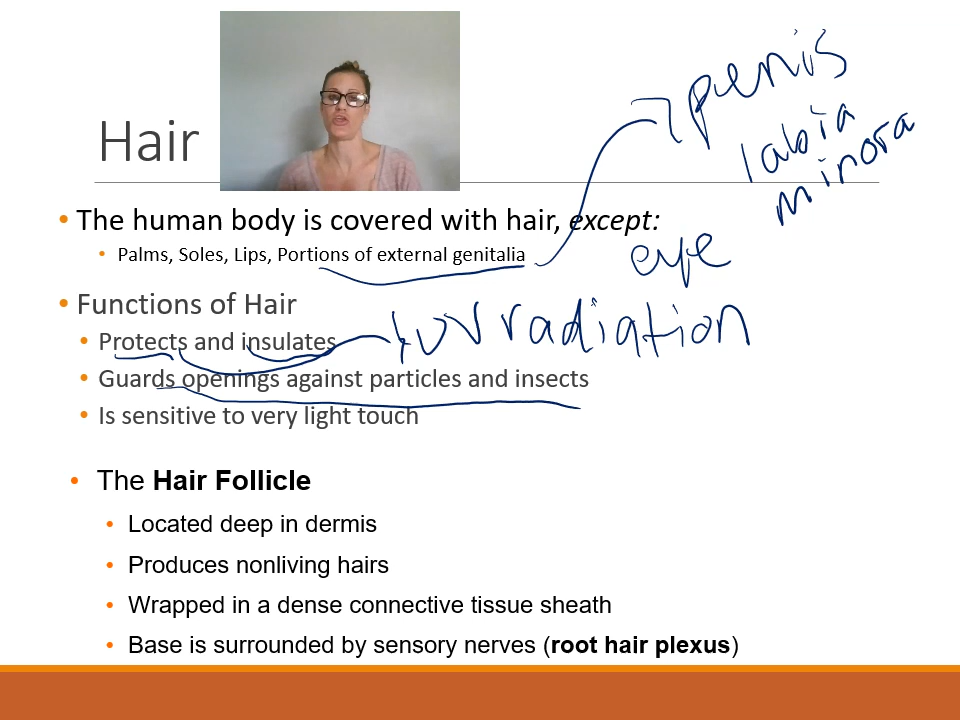 Hair
penis
labia
minora
• The human body is covered with hair, except:
• Palms, Soles, Lips, Portions of external genitalia
eye
• Functions of Hair
• Protects and insulates
UV radiation
• Guards openings against particles and insects
• Is sensitive to very light touch
• The Hair Follicle
• Located deep in dermis
• Produces nonliving hairs
• Wrapped in a dense connective tissue sheath
• Base is surrounded by sensory nerves (root hair plexus)